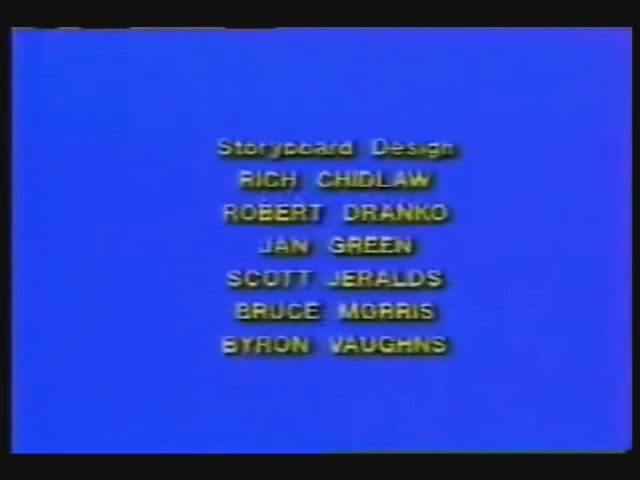 Storyboard Design
RICH CHIDLAW
ROBERT DRANKO
JAN GREEN
SCOTT JERALDS
BRUCE MORRIS
BYRON VAUGHNS